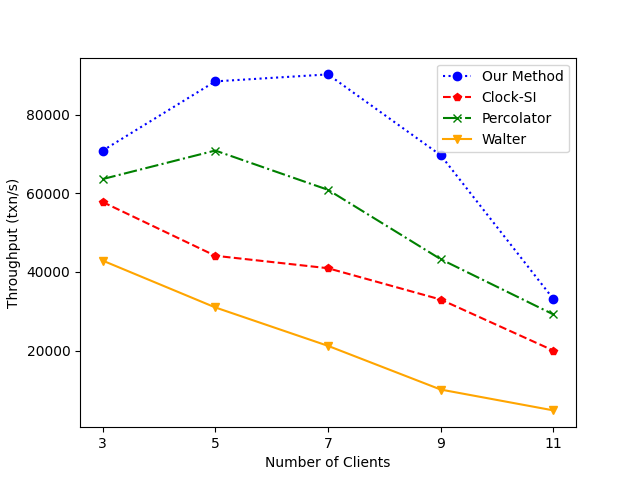 Our Method
Clock-SI
Percolator
Walter
Throughput (txn/s)
80000
60000
40000
20000
3 5 7 9 11
Number of Clients